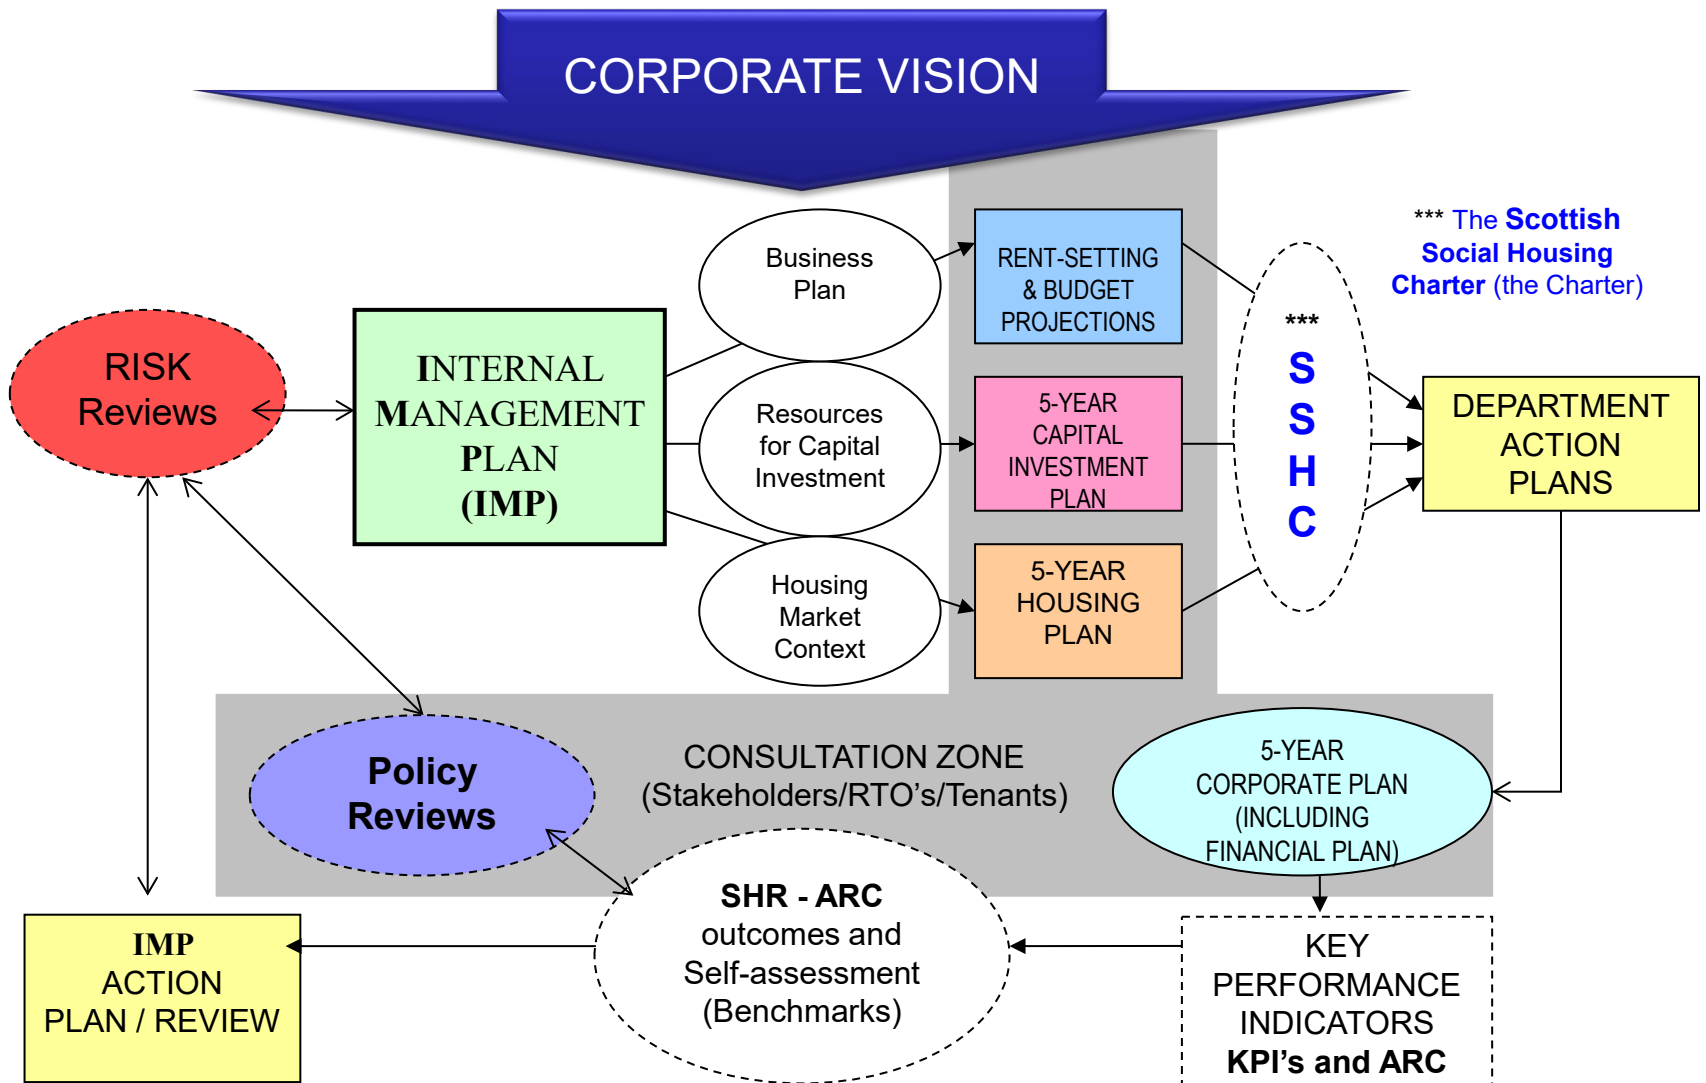 CORPORATE VISION
*** The Scottish
Social Housing
Charter (the Charter)
Business
Plan
RENT-SETTING
& BUDGET
PROJECTIONS
***
S
S
H
C
RISK
Reviews
INTERNAL
MANAGEMENT
PLAN
(IMP)
Resources
for Capital
Investment
5-YEAR
CAPITAL
INVESTMENT
PLAN
DEPARTMENT
ACTION
PLANS
Housing
Market
Context
5-YEAR
HOUSING
PLAN
Policy
Reviews
CONSULTATION ZONE
(Stakeholders/RTO's/Tenants)
5-YEAR
CORPORATE PLAN
(INCLUDING
FINANCIAL PLAN)
SHR - ARC
outcomes and
Self-assessment
(Benchmarks)
IMP
ACTION
PLAN / REVIEW
KEY
PERFORMANCE
INDICATORS
KPI's and ARC